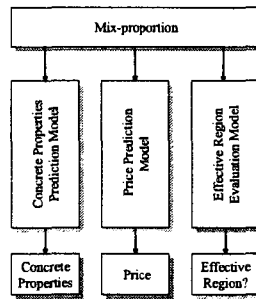 Mix-proportion
Concrete Properties
Prediction Model
Price Prediction
Model
Effective Region
Evaluation Model
Concrete
Properties
Price
Effective
Region?